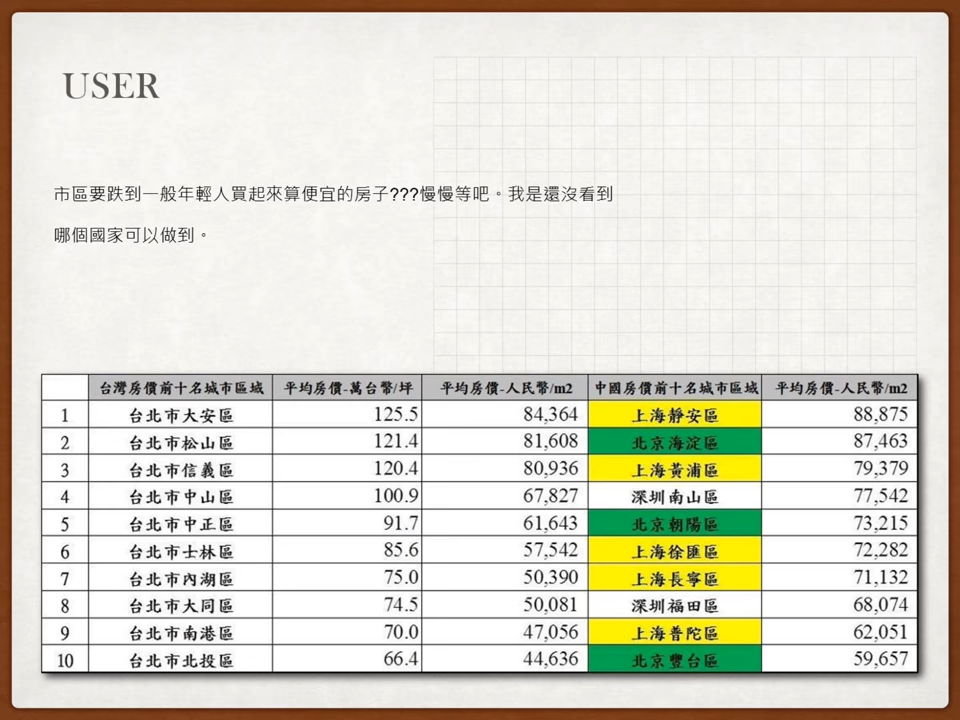 USER
市區要跌到一般年輕人買起來算便宜的房子???慢慢等吧。我是還沒看到
哪個國家可以做到。
台灣房價前十名城市區域 平均房價-萬台幣/坪 平均房價-人民幣/m2 中國房價前十名城市區域 平均房價-人民幣/m2
1 台北市大安區 125.5 84,364 上海靜安區 88,875
2 台北市松山區 121.4 81,608 北京海淀區 87,463
3 台北市信義區 120.4 80,936 上海黃浦區 79,379
4 台北市中山區 100.9 67,827 深圳南山區 77,542
5 台北市中正區 91.7 61,643 北京朝陽區 73,215
6 台北市士林區 85.6 57,542 上海徐匯區 72,282
7 台北市內湖區 75.0 50,390 上海長寧區 71,132
8 台北市大同區 74.5 50,081 深圳福田區 68,074
9 台北市南港區 70.0 47,056 上海普陀區 62,051
10 台北市北投區 66.4 44,636 北京豐台區 59,657